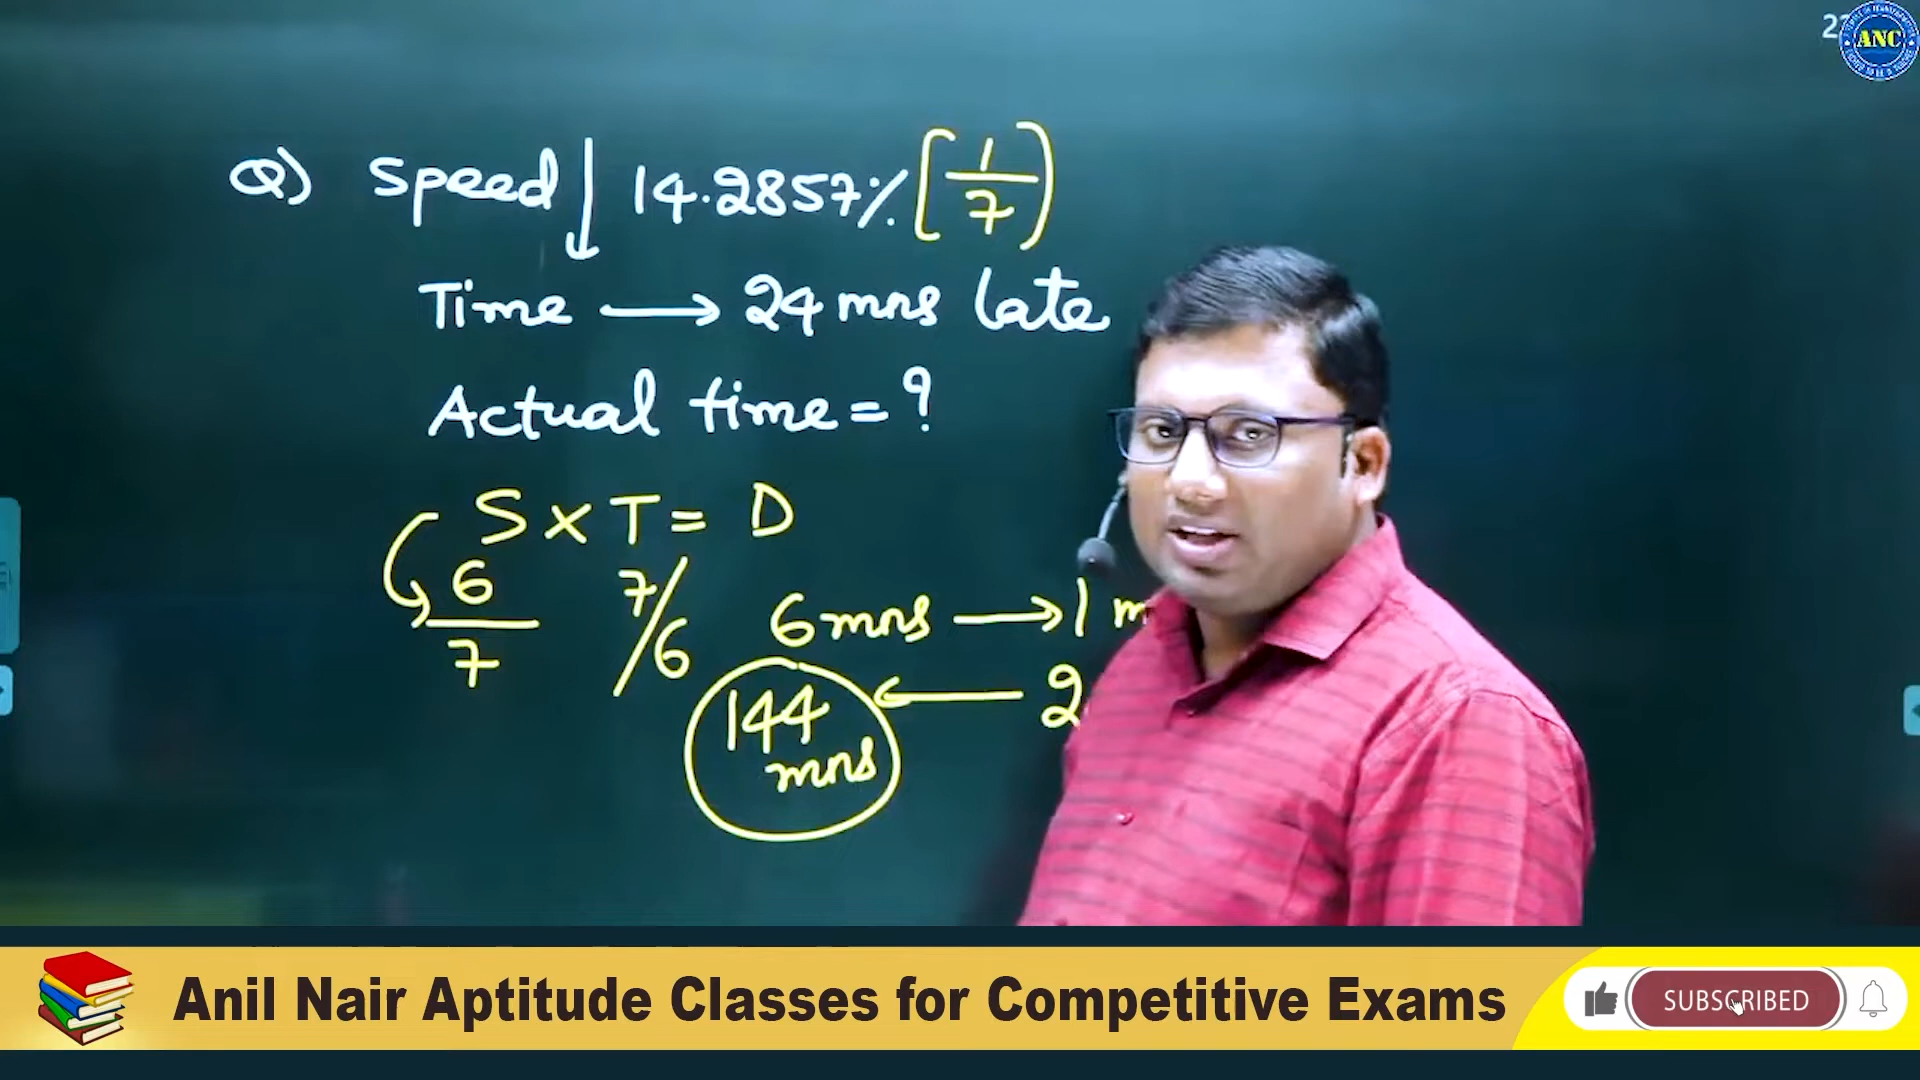 ANC
Q) Speed ↓ 14.2857% [1/7]
Time → 24 mns late
Actual time = ?
S x T = D
6/7 7/6
6 mns → 1 m
144 mns ← 2
Anil Nair Aptitude Classes for Competitive Exams
SUBSCRIBED